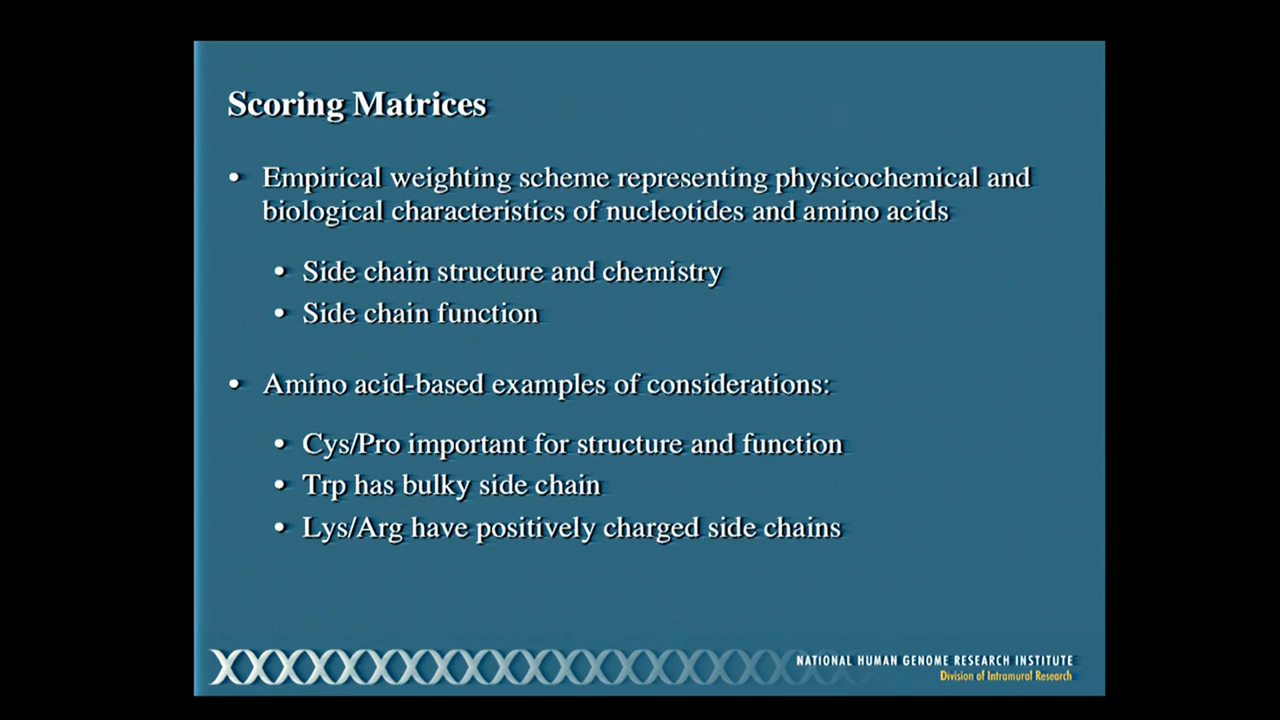 Scoring Matrices
• Empirical weighting scheme representing physicochemical and
biological characteristics of nucleotides and amino acids
• Side chain structure and chemistry
• Side chain function
• Amino acid-based examples of considerations:
• Cys/Pro important for structure and function
• Trp has bulky side chain
• Lys/Arg have positively charged side chains
NATIONAL HUMAN GENOME RESEARCH INSTITUTE
Division of Intramural Research